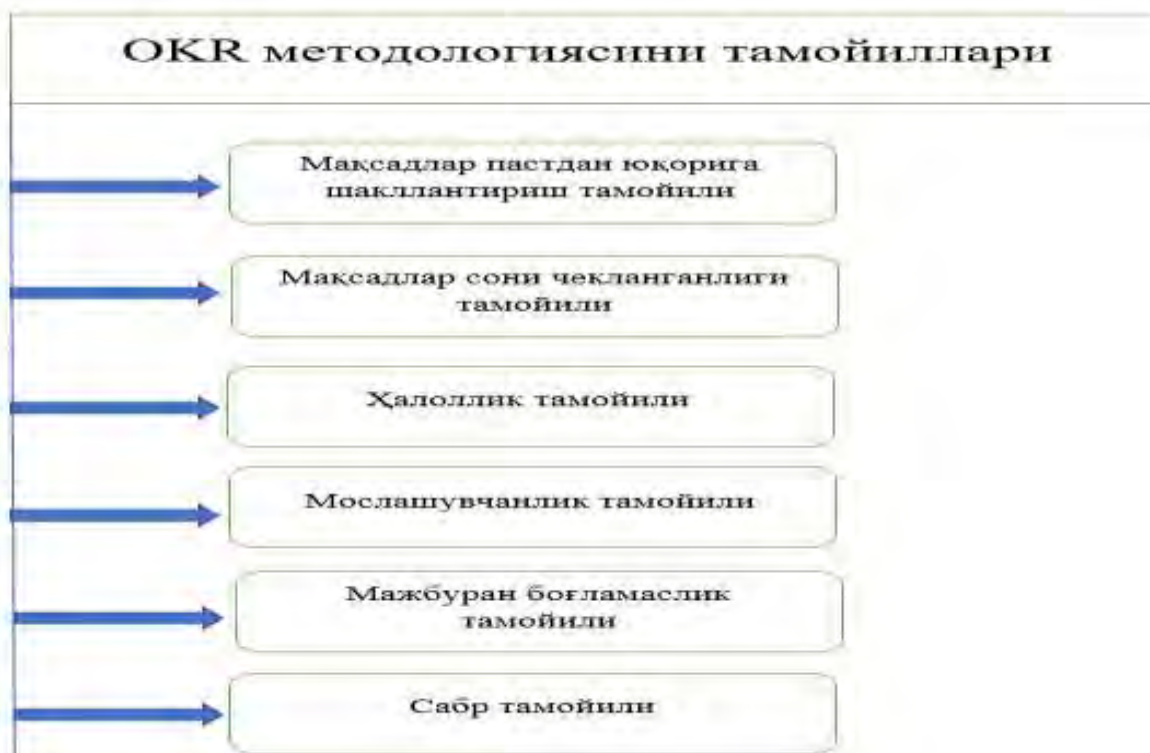 OKR методологиясини тамойиллари
Мақсадлар пастдан юқорига
шакллантириш тамойили
Мақсадлар сони чекланганлиги
тамойили
Ҳалоллик тамойили
Мослашувчанлик тамойили
Мажбуран боғламаслик
тамойили
Сабр тамойили